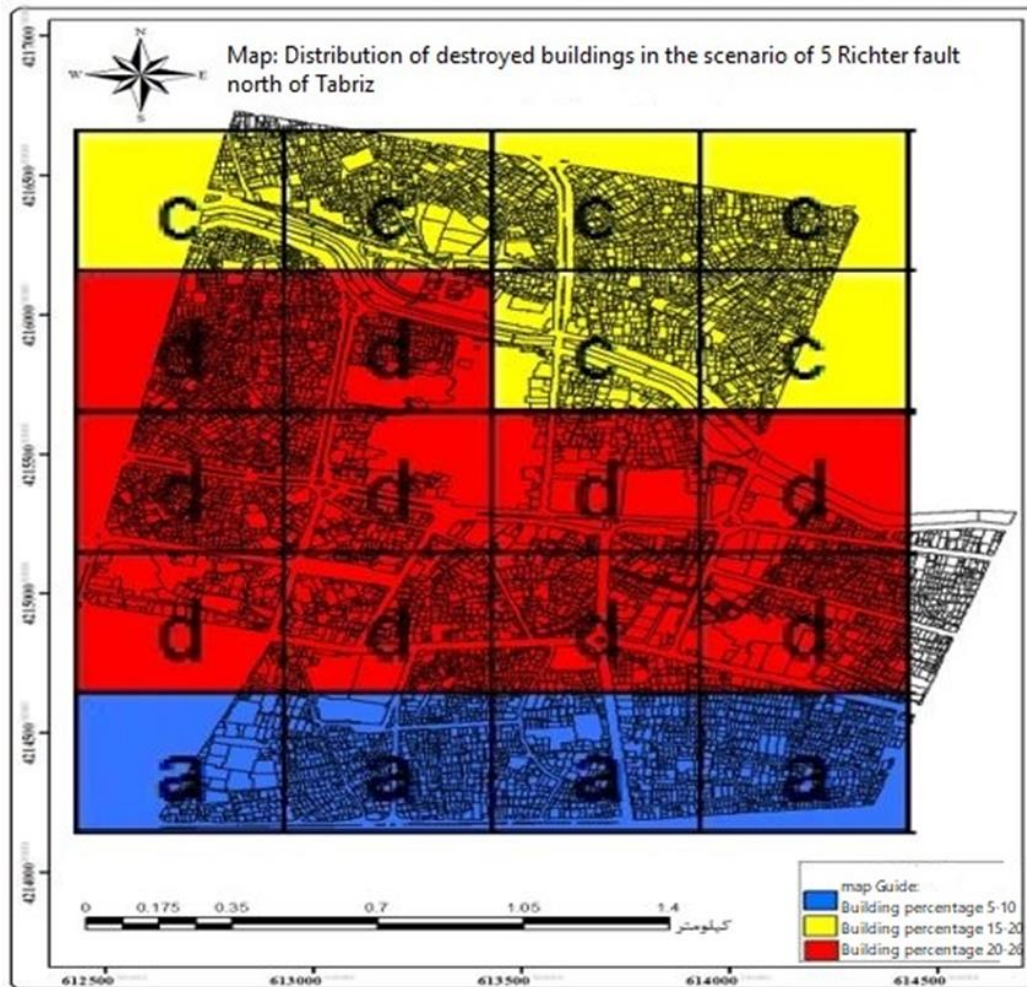 N
Map: Distribution of destroyed buildings in the scenario of 5 Richter fault
W E
north of Tabriz
S
4217000
4216500
4216000
4215500
4215000
4214500
4214000
c c c c
d d c c
d d d d
d d d d
a a a a
0 0.175 0.35 0.7 1.05 1.4
کیلومتر
map Guide:
Building percentage 5-10
Building percentage 15-20
Building percentage 20-26
612500 613000 613500 614000 614500